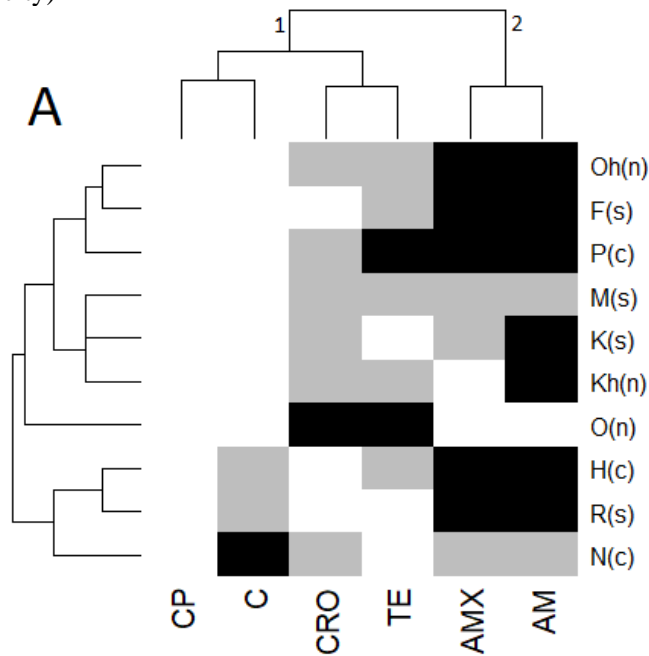 1
2
A
Oh(n)
F(s)
P(c)
M(s)
K(s)
Kh(n)
O(n)
H(c)
R(s)
N(c)
CP C CRO TE AMX AM